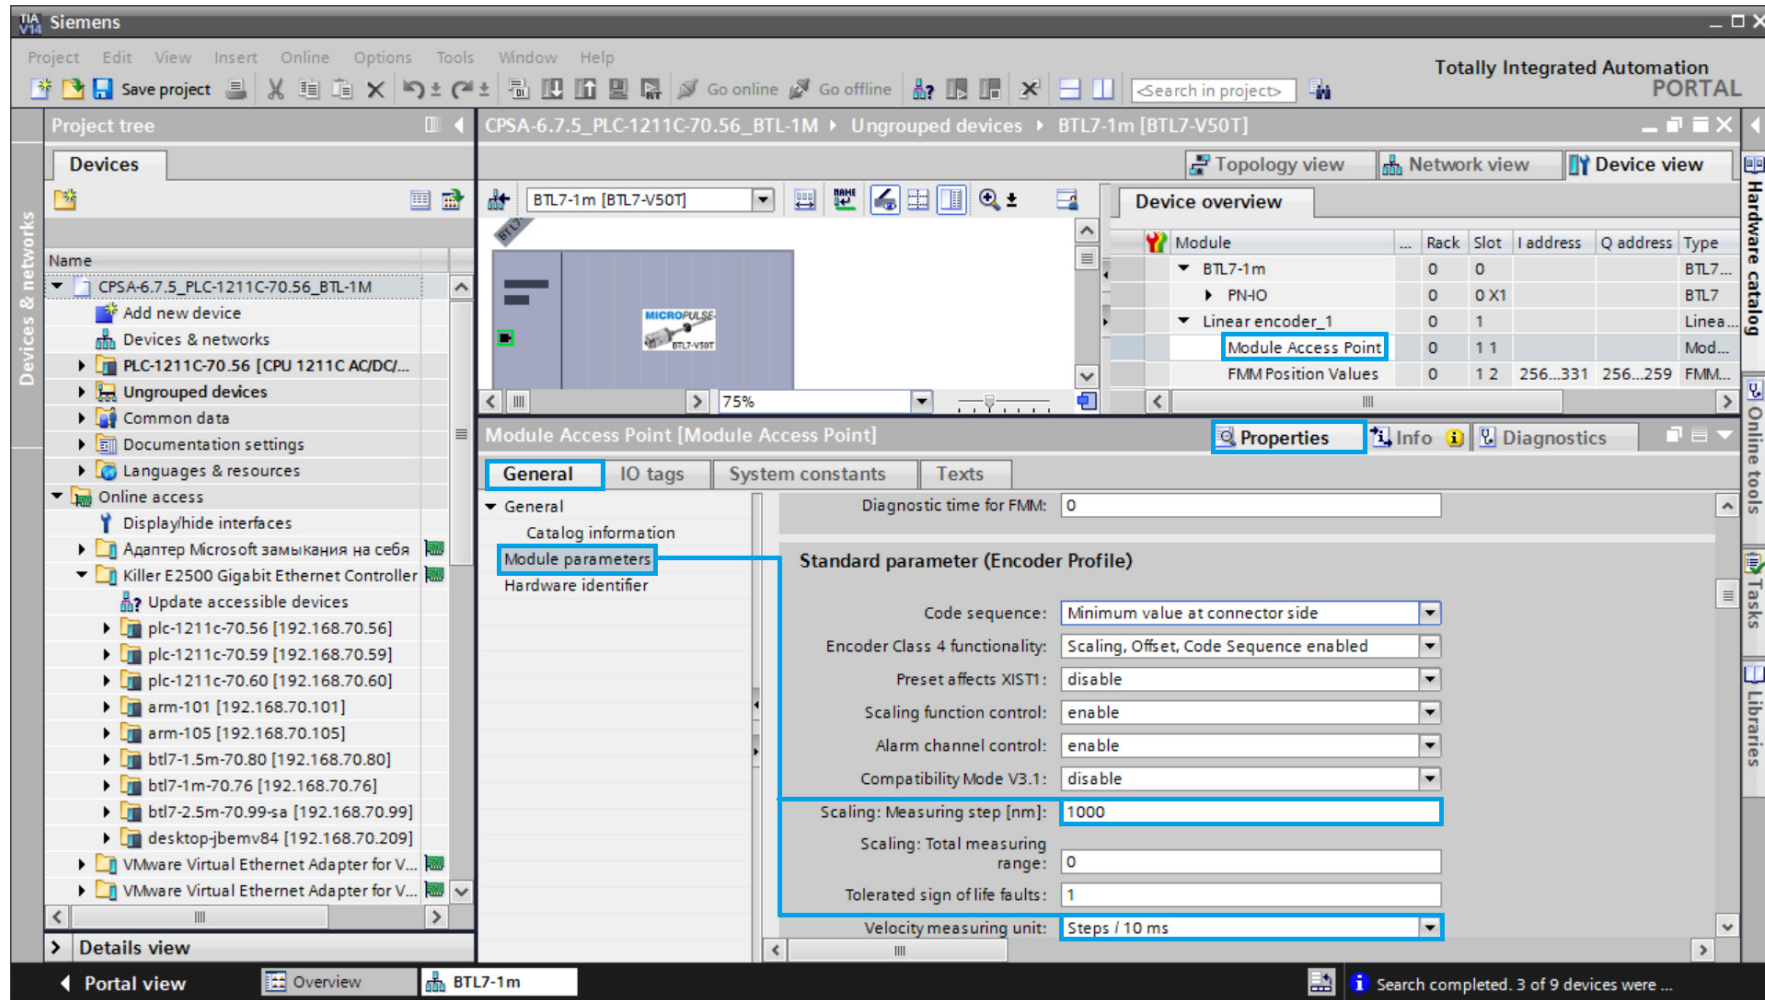 TIA V14 Siemens
Project Edit View Insert Online Options Tools Window Help
Totally Integrated Automation
PORTAL
Save project Go online Go offline <Search in project>
Project tree
CPSA-6.7.5_PLC-1211C-70.56_BTL-1M Ungrouped devices BTL7-1m [BTL7-V50T]
Devices
Topology view Network view Device view
BTL7-1m [BTL7-V50T]
Device overview
Devices & networks
Name
CPSA-6.7.5_PLC-1211C-70.56_BTL-1M
Add new device
Devices & networks
PLC-1211C-70.56 [CPU 1211C AC/DC/...
Ungrouped devices
Common data
Documentation settings
Languages & resources
Online access
Display/hide interfaces
Адаптер Microsoft замыкания на себя
Killer E2500 Gigabit Ethernet Controller
Update accessible devices
plc-1211c-70.56 [192.168.70.56]
plc-1211c-70.59 [192.168.70.59]
plc-1211c-70.60 [192.168.70.60]
arm-101 [192.168.70.101]
arm-105 [192.168.70.105]
btl7-1.5m-70.80 [192.168.70.80]
btl7-1m-70.76 [192.168.70.76]
btl7-2.5m-70.99-sa [192.168.70.99]
desktop-jbemv84 [192.168.70.209]
VMware Virtual Ethernet Adapter for V...
VMware Virtual Ethernet Adapter for V...
Details view
BTL7-
MICROPULSE
BTL7-V50T
75%
Module ... Rack Slot I address Q address Type
BTL7-1m 0 0 BTL7...
PN-IO 0 0 X1 BTL7
Linear encoder_1 0 1 Linea...
Module Access Point 0 1 1 Mod...
FMM Position Values 0 1 2 256...331 256...259 FMM...
Module Access Point [Module Access Point]
Properties Info Diagnostics
General IO tags System constants Texts
General
Catalog information
Module parameters
Hardware identifier
Diagnostic time for FMM: 0
Standard parameter (Encoder Profile)
Code sequence: Minimum value at connector side
Encoder Class 4 functionality: Scaling, Offset, Code Sequence enabled
Preset affects XIST1: disable
Scaling function control: enable
Alarm channel control: enable
Compatibility Mode V3.1: disable
Scaling: Measuring step [nm]: 1000
Scaling: Total measuring
range: 0
Tolerated sign of life faults: 1
Velocity measuring unit: Steps / 10 ms
Hardware catalog
Online tools
Tasks
Libraries
Portal view Overview BTL7-1m Search completed. 3 of 9 devices were ...